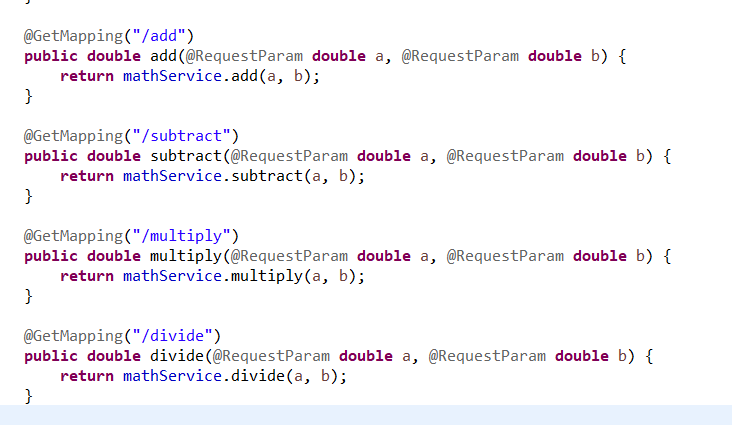 @GetMapping("/add")
public double add(@RequestParam double a, @RequestParam double b) {
    return mathService.add(a, b);
}
@GetMapping("/subtract")
public double subtract(@RequestParam double a, @RequestParam double b) {
    return mathService.subtract(a, b);
}
@GetMapping("/multiply")
public double multiply(@RequestParam double a, @RequestParam double b) {
    return mathService.multiply(a, b);
}
@GetMapping("/divide")
public double divide(@RequestParam double a, @RequestParam double b) {
    return mathService.divide(a, b);
}